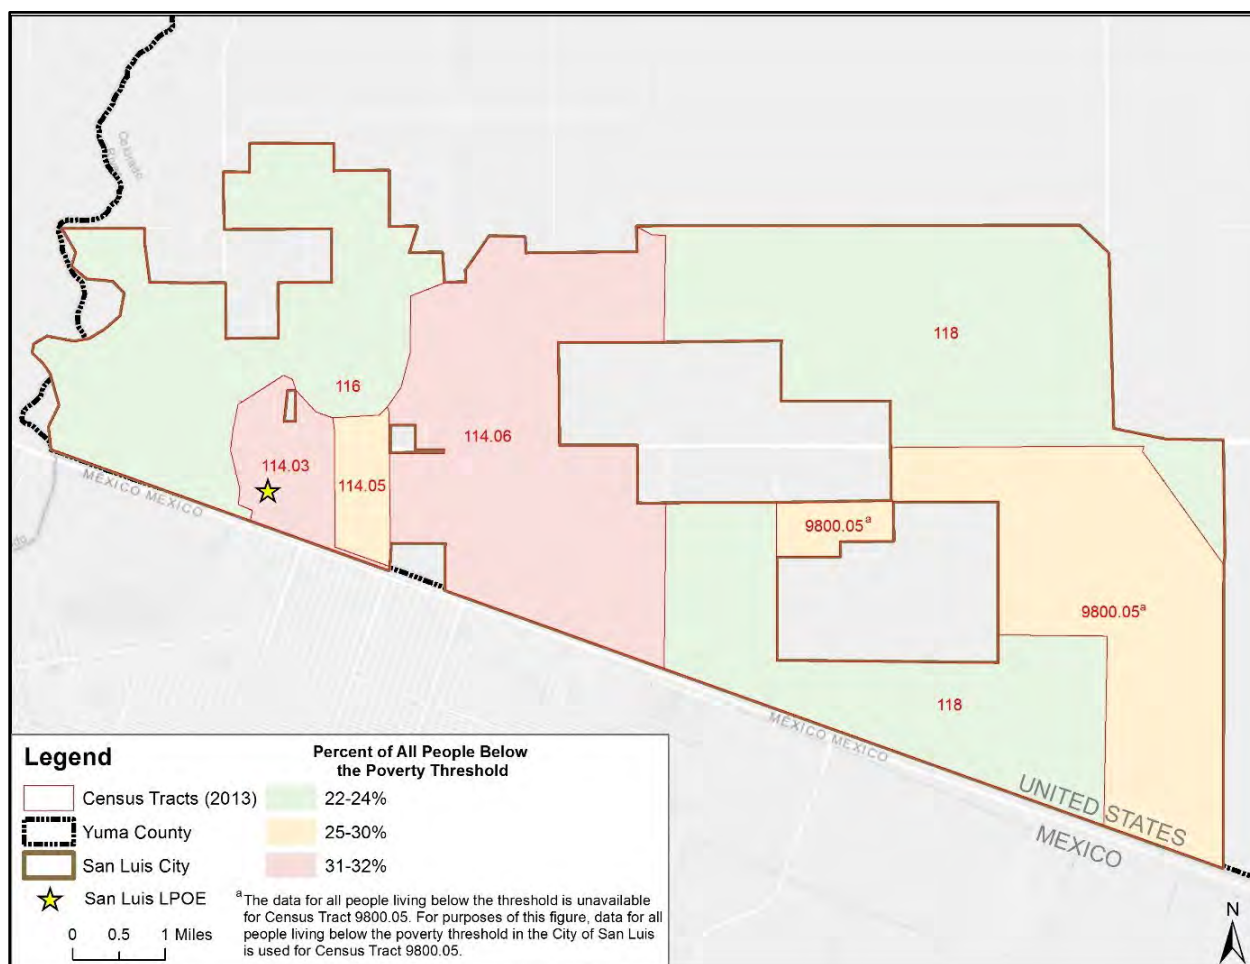 Colorado
River
118
116
114.06
114.03
114.05
MÉXICO MEXICO
9800.05ᵃ
9800.05ᵃ
118
MÉXICO MEXICO
UNITED STATES
MEXICO
Legend
Census Tracts (2013)
Yuma County
San Luis City
San Luis LPOE
0 0.5 1 Miles
Percent of All People Below
the Poverty Threshold
22-24%
25-30%
31-32%
ᵃThe data for all people living below the threshold is unavailable
for Census Tract 9800.05. For purposes of this figure, data for all
people living below the poverty threshold in the City of San Luis
is used for Census Tract 9800.05.
N